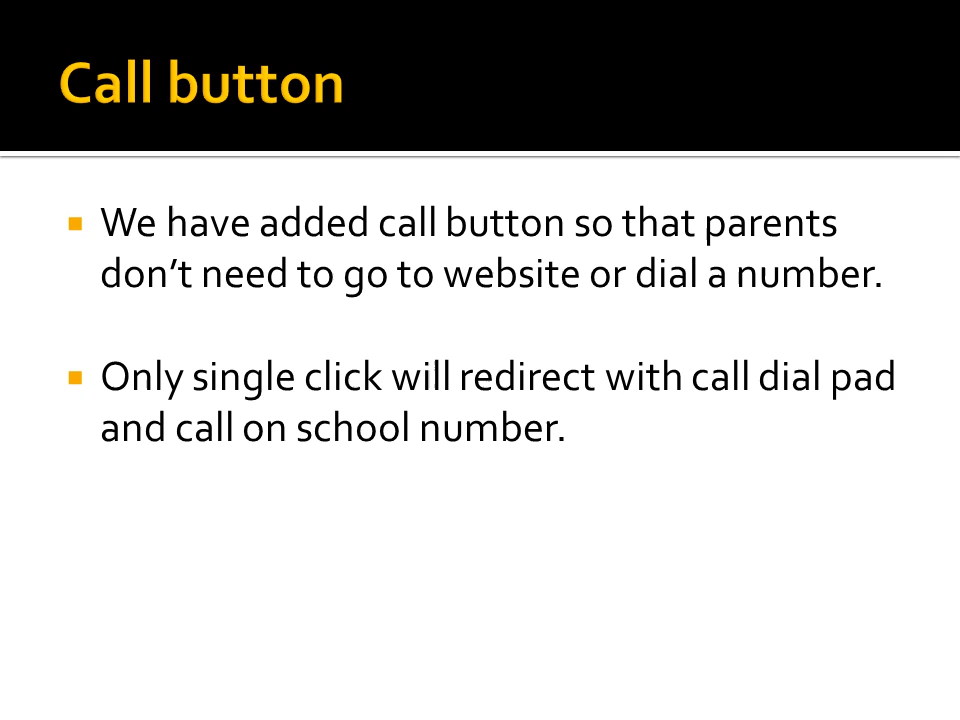 Call button
We have added call button so that parents
don’t need to go to website or dial a number.
Only single click will redirect with call dial pad
and call on school number.